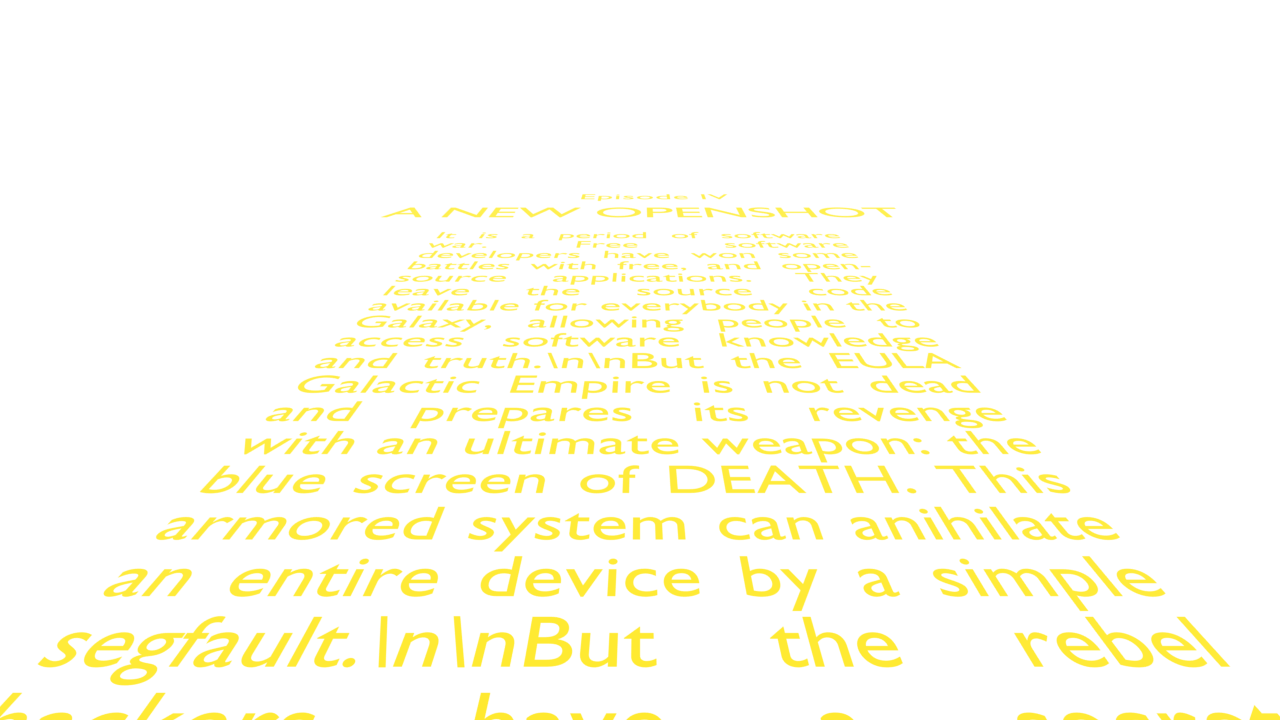 Episode IV
A NEW OPENSHOT
It is a period of software
war. Free software
developers have won some
battles with free, and open-
source applications. They
leave the source code
available for everybody in the
Galaxy, allowing people to
access software knowledge
and truth.\n\nBut the EULA
Galactic Empire is not dead
and prepares its revenge
with an ultimate weapon: the
blue screen of DEATH. This
armored system can anihilate
an entire device by a simple
segfault.\n\nBut the rebel
hackers have a